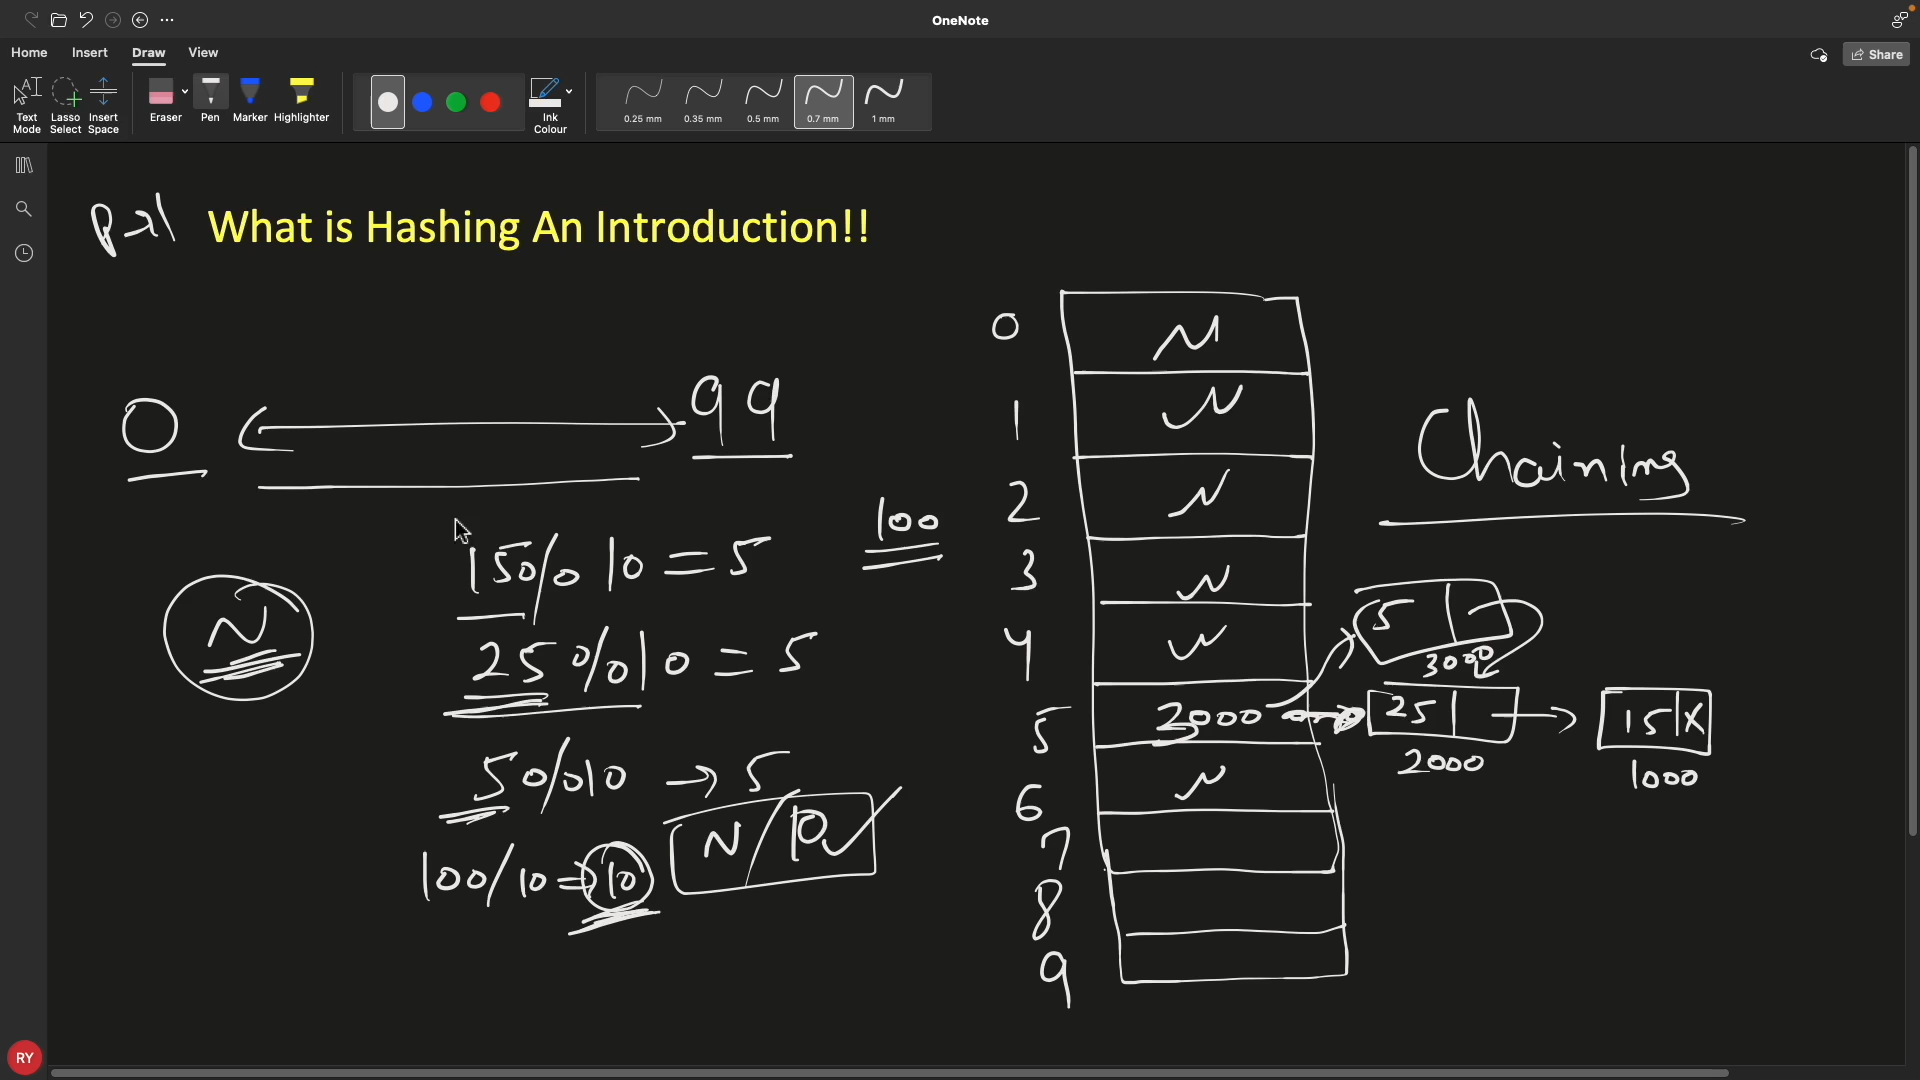 OneNote
Home Insert Draw View
Share
Text Mode
Lasso Select
Insert Space
Eraser
Pen
Marker
Highlighter
Ink Colour
0.25 mm
0.35 mm
0.5 mm
0.7 mm
1 mm
What is Hashing An Introduction!!
0 99
15 % 10 = 5
100
25 % 10 = 5
N
5 % 10 → 5
100/10 = 10
N/10
0 N
1 N
2 N
3 N
4 N
5 2000
6 N
7
8
9
Chaining
5
3000
25
2000
15 X
1000
RY